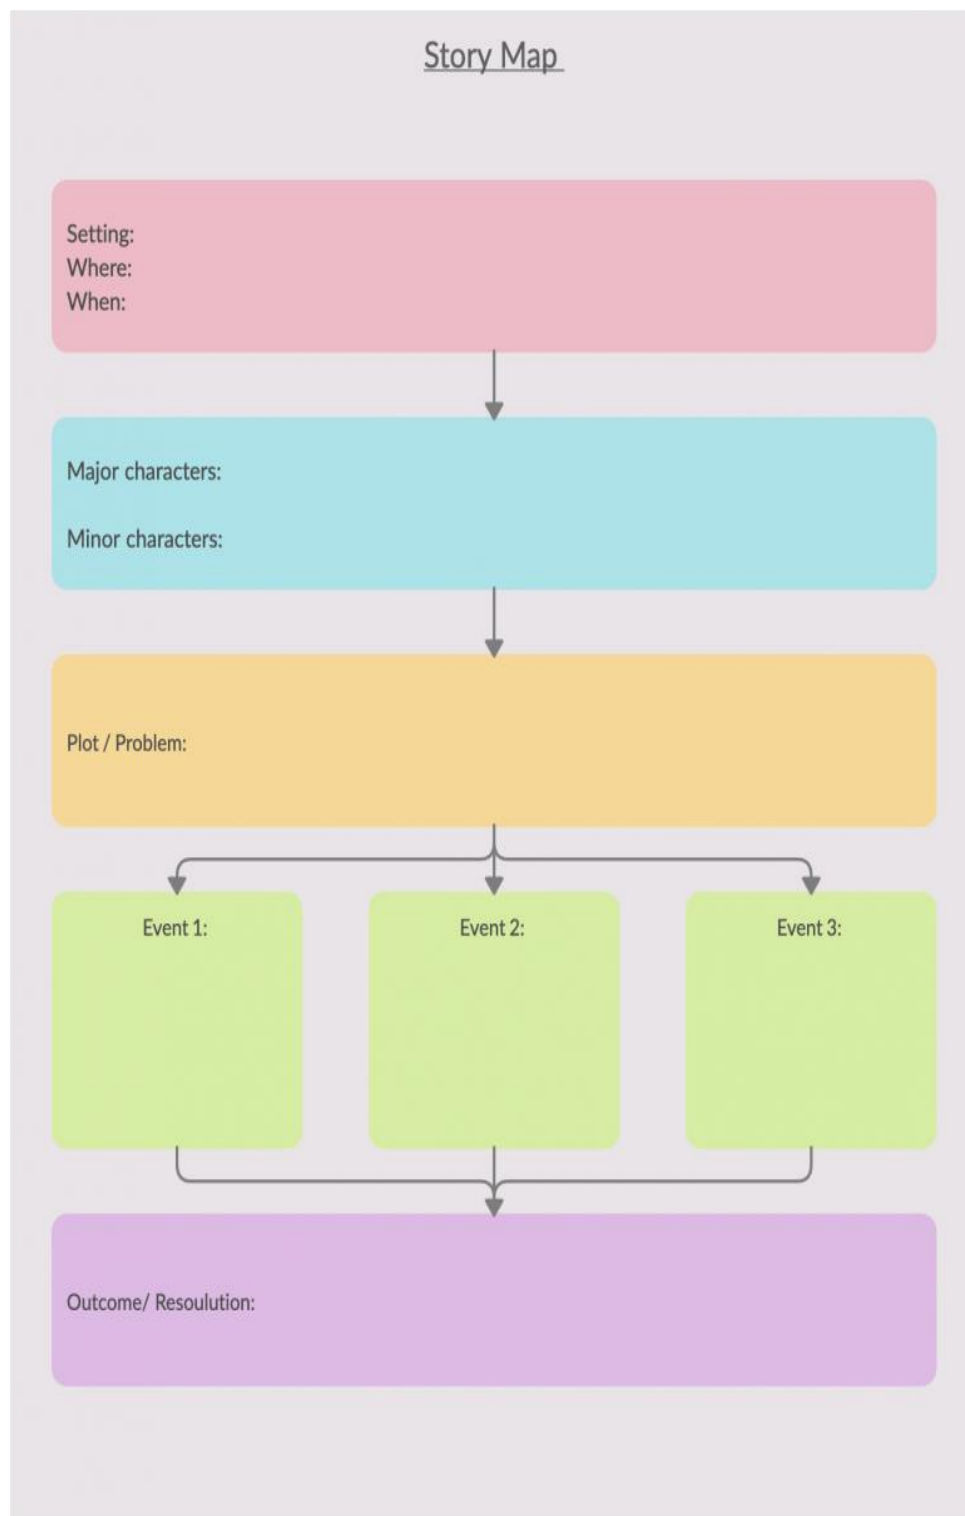 Story Map
Setting:
Where:
When:
Major characters:
Minor characters:
Plot / Problem:
Event 1:
Event 2:
Event 3:
Outcome/ Resoulution: